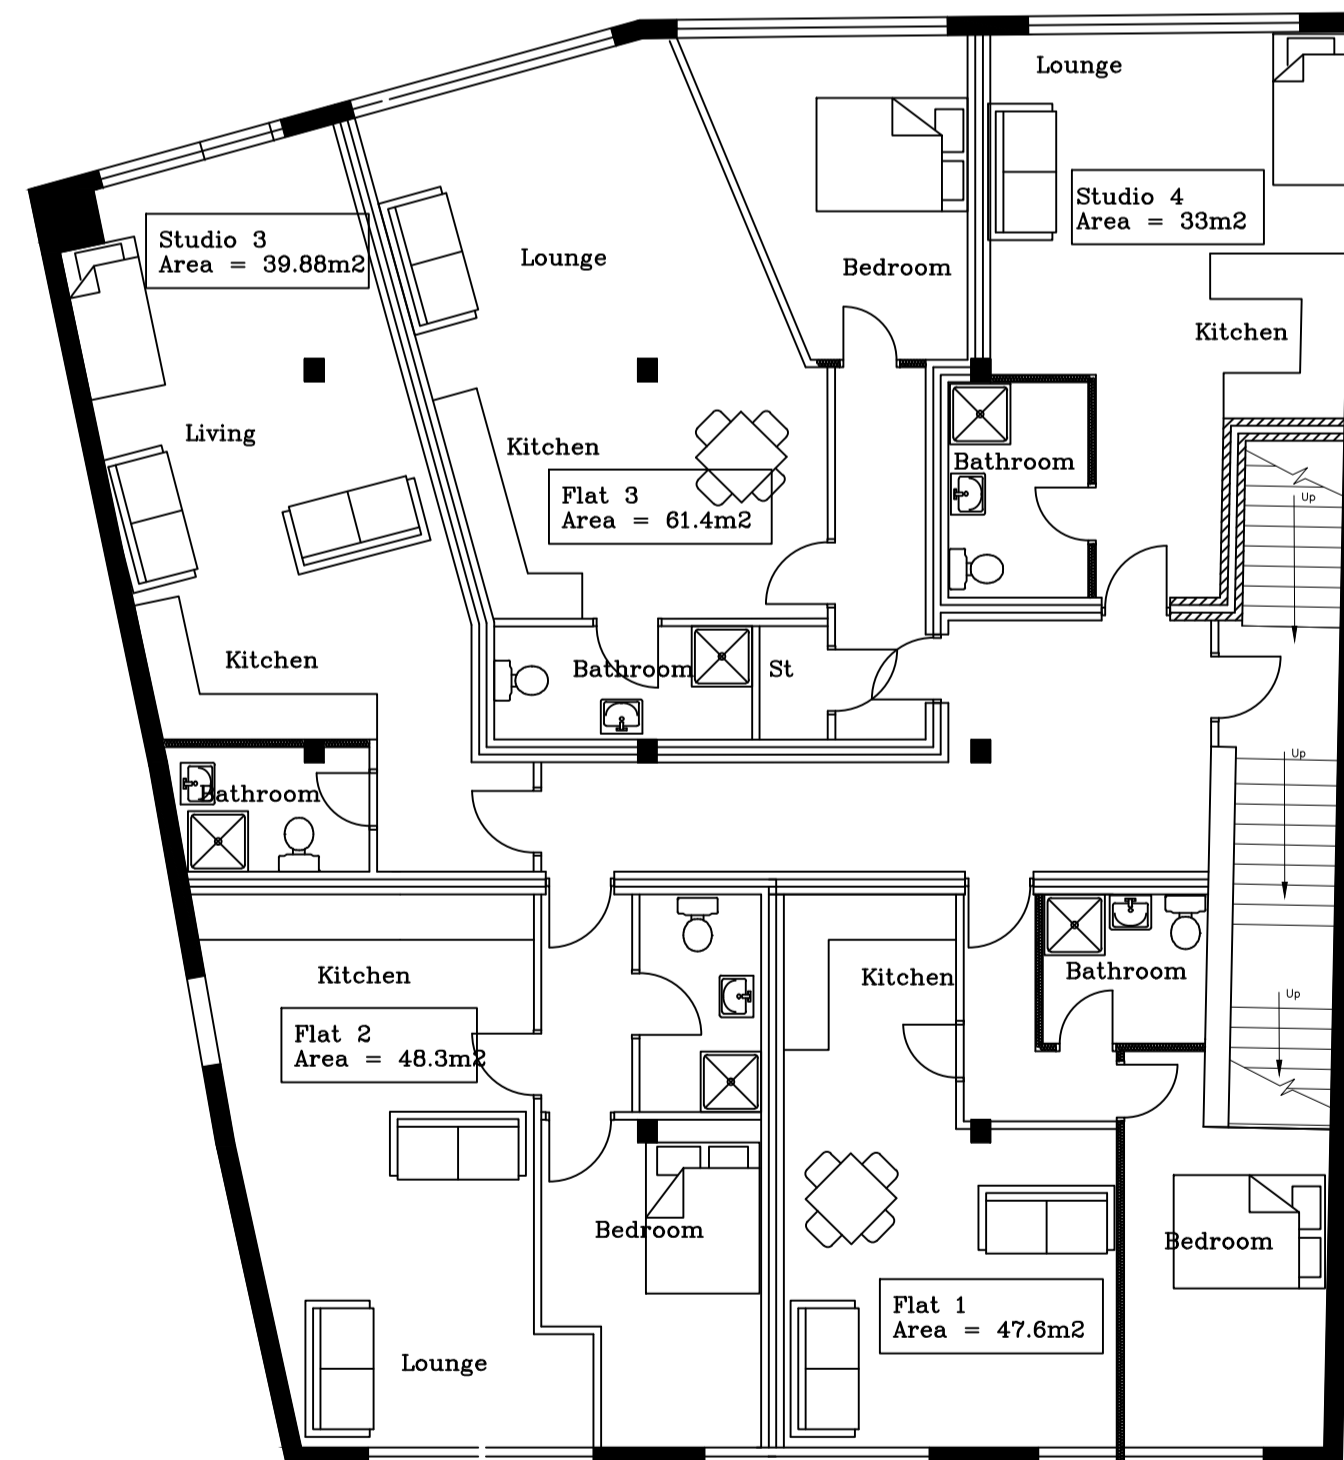 Lounge
Studio 4
Area = 33m2
Studio 3
Area = 39.88m2
Lounge
Bedroom
Kitchen
Living
Kitchen
Bathroom
Flat 3
Area = 61.4m2
Up
Kitchen
Bathroom
St
Up
Bathroom
Kitchen
Kitchen
Bathroom
Up
Flat 2
Area = 48.3m2
Bedroom
Bedroom
Flat 1
Area = 47.6m2
Lounge